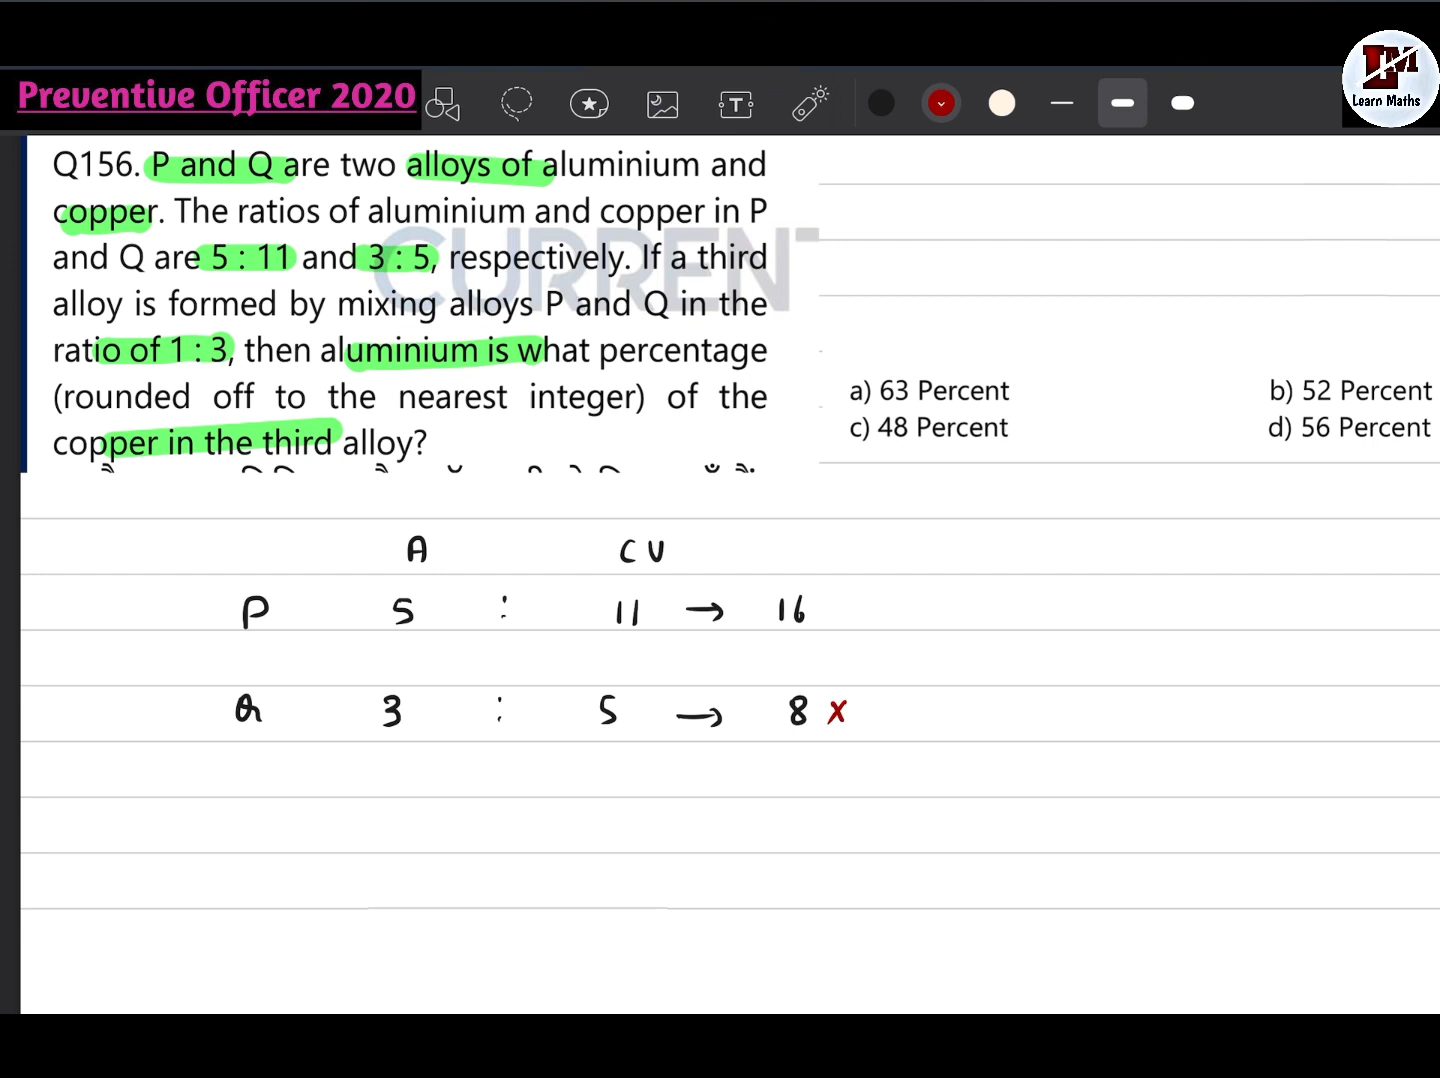 Preventive Officer 2020
LM
Learn Maths
Q156. P and Q are two alloys of aluminium and
copper. The ratios of aluminium and copper in P
and Q are 5 : 11 and 3 : 5, respectively. If a third
alloy is formed by mixing alloys P and Q in the
ratio of 1 : 3, then aluminium is what percentage
(rounded off to the nearest integer) of the
copper in the third alloy?
CURRENT
a) 63 Percent b) 52 Percent
c) 48 Percent d) 56 Percent
A CU
P 5 : 11 → 16
Q 3 : 5 → 8 x